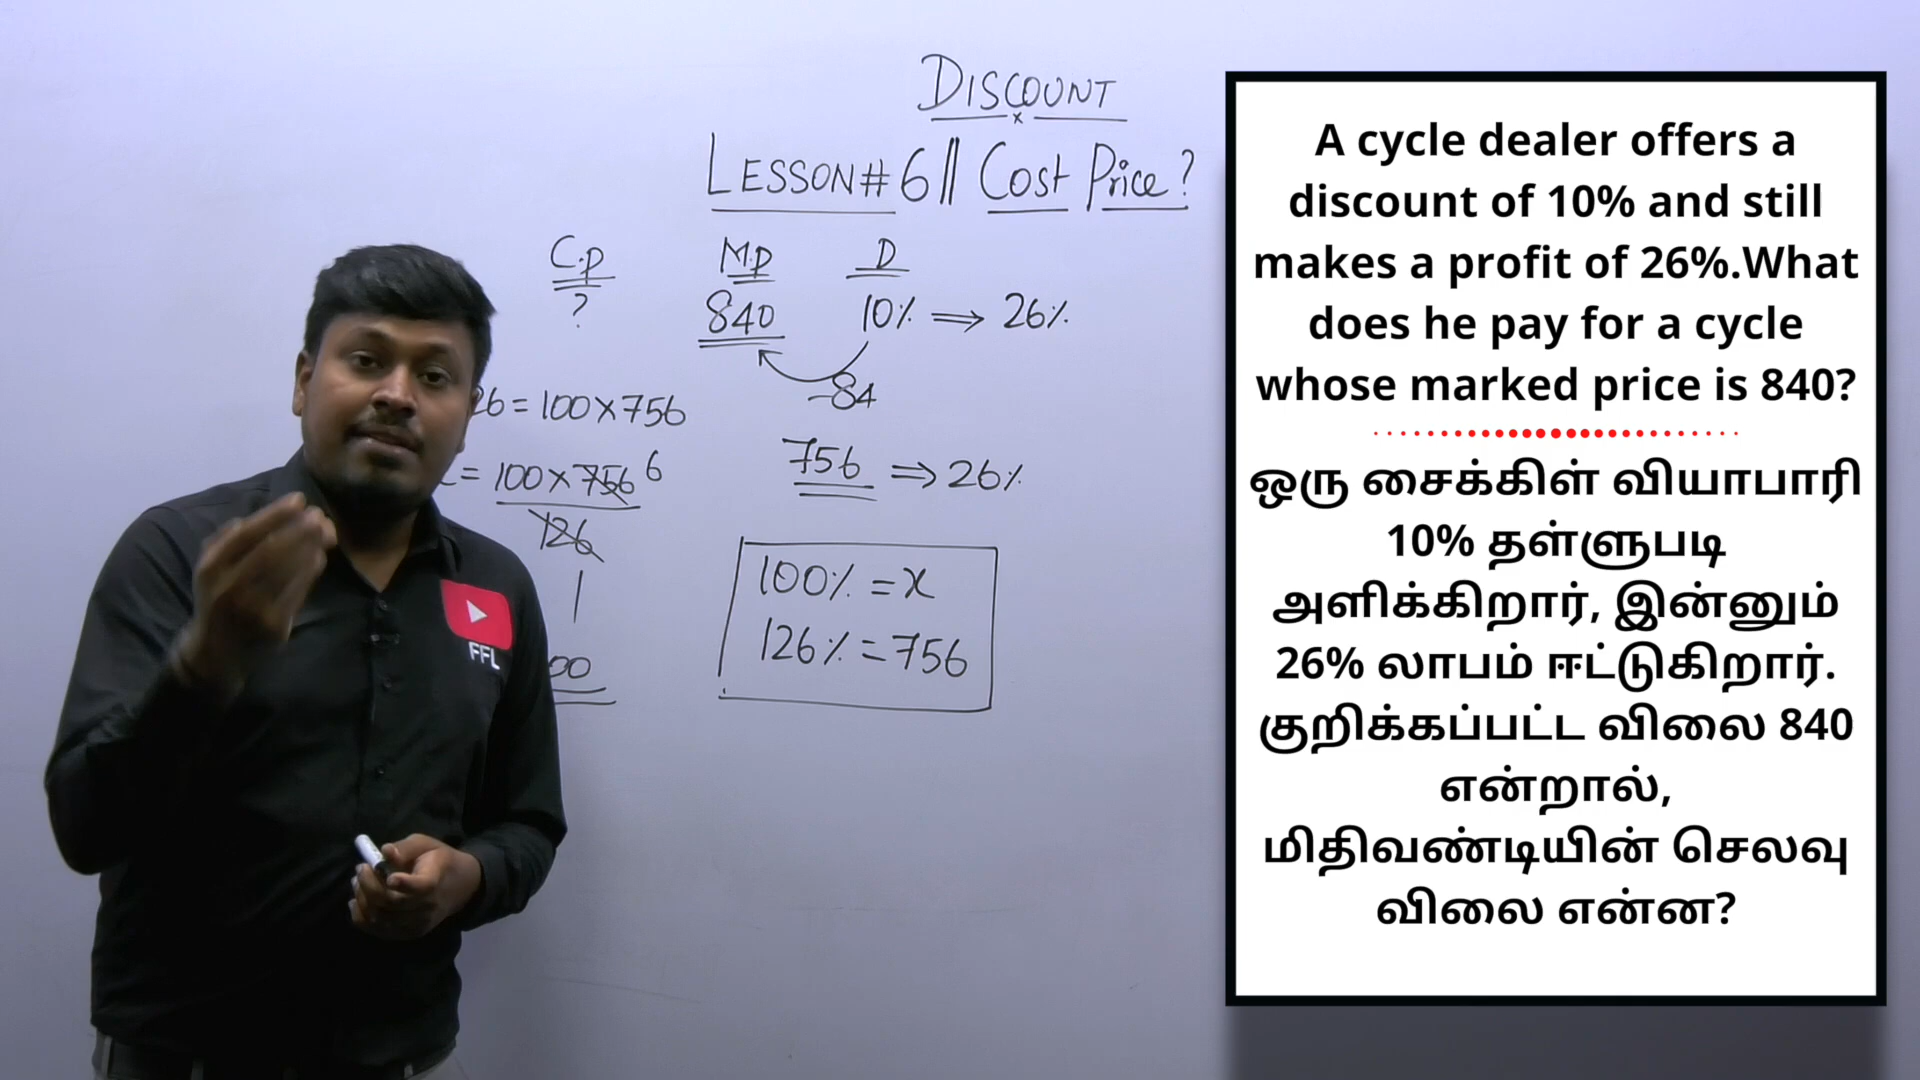 DISCOUNT
x
LESSON# 6 || Cost Price?
C.p M.p D
? 840 10% ⇒ 26%
-84
26 = 100 x 756
756 ⇒ 26%
= 100 x 756 6
126
1
00
100% = x
126% = 756
FFL
A cycle dealer offers a
discount of 10% and still
makes a profit of 26%.What
does he pay for a cycle
whose marked price is 840?
ஒரு சைக்கிள் வியாபாரி
10% தள்ளுபடி
அளிக்கிறார், இன்னும்
26% லாபம் ஈட்டுகிறார்.
குறிக்கப்பட்ட விலை 840
என்றால்,
மிதிவண்டியின் செலவு
விலை என்ன?